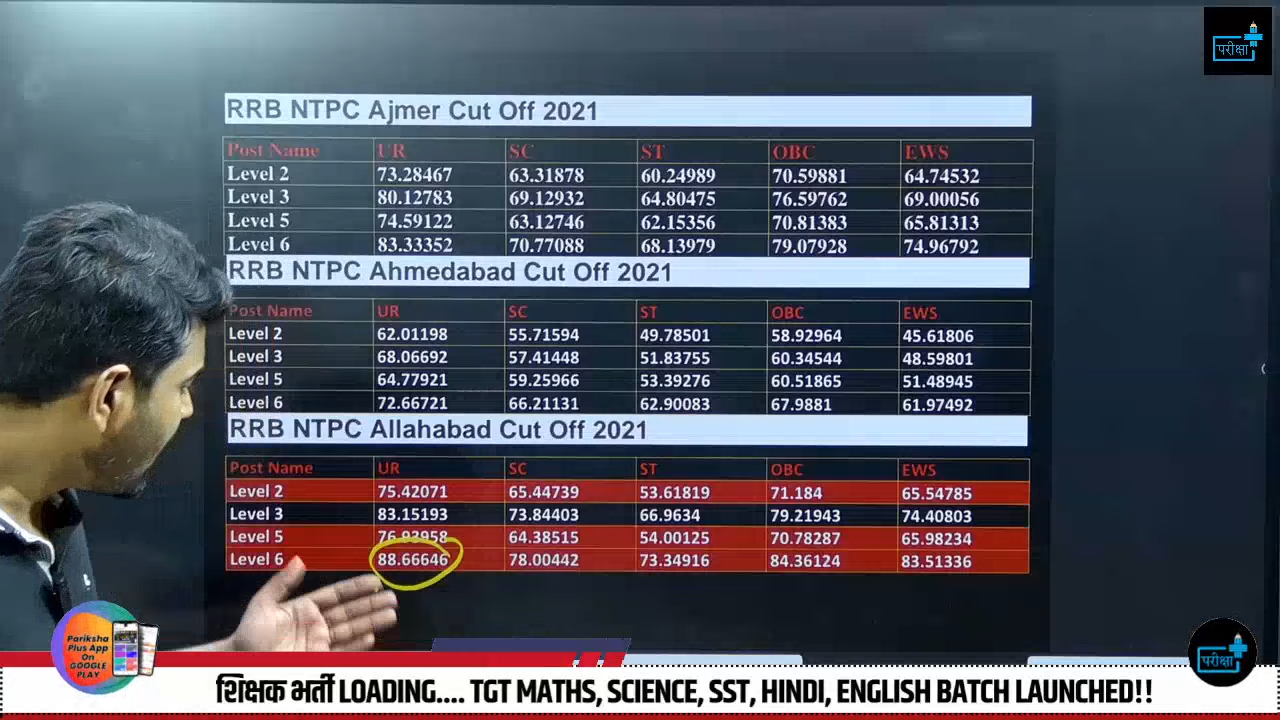 परीक्षा
RRB NTPC Ajmer Cut Off 2021
Post Name UR SC ST OBC EWS
Level 2 73.28467 63.31878 60.24989 70.59881 64.74532
Level 3 80.12783 69.12932 64.80475 76.59762 69.00056
Level 5 74.59122 63.12746 62.15356 70.81383 65.81313
Level 6 83.33352 70.77088 68.13979 79.07928 74.96792
RRB NTPC Ahmedabad Cut Off 2021
Post Name UR SC ST OBC EWS
Level 2 62.01198 55.71594 49.78501 58.92964 45.61806
Level 3 68.06692 57.41448 51.83755 60.34544 48.59801
Level 5 64.77921 59.25966 53.39276 60.51865 51.48945
Level 6 72.66721 66.21131 62.90083 67.9881 61.97492
RRB NTPC Allahabad Cut Off 2021
Post Name UR SC ST OBC EWS
Level 2 75.42071 65.44739 53.61819 71.184 65.54785
Level 3 83.15193 73.84403 66.9634 79.21943 74.40803
Level 5 76.93958 64.38515 54.00125 70.78287 65.98234
Level 6 88.66646 78.00442 73.34916 84.36124 83.51336
Pariksha
Plus App
On
GOOGLE
PLAY
परीक्षा
शिक्षक भर्ती LOADING.... TGT MATHS, SCIENCE, SST, HINDI, ENGLISH BATCH LAUNCHED!!